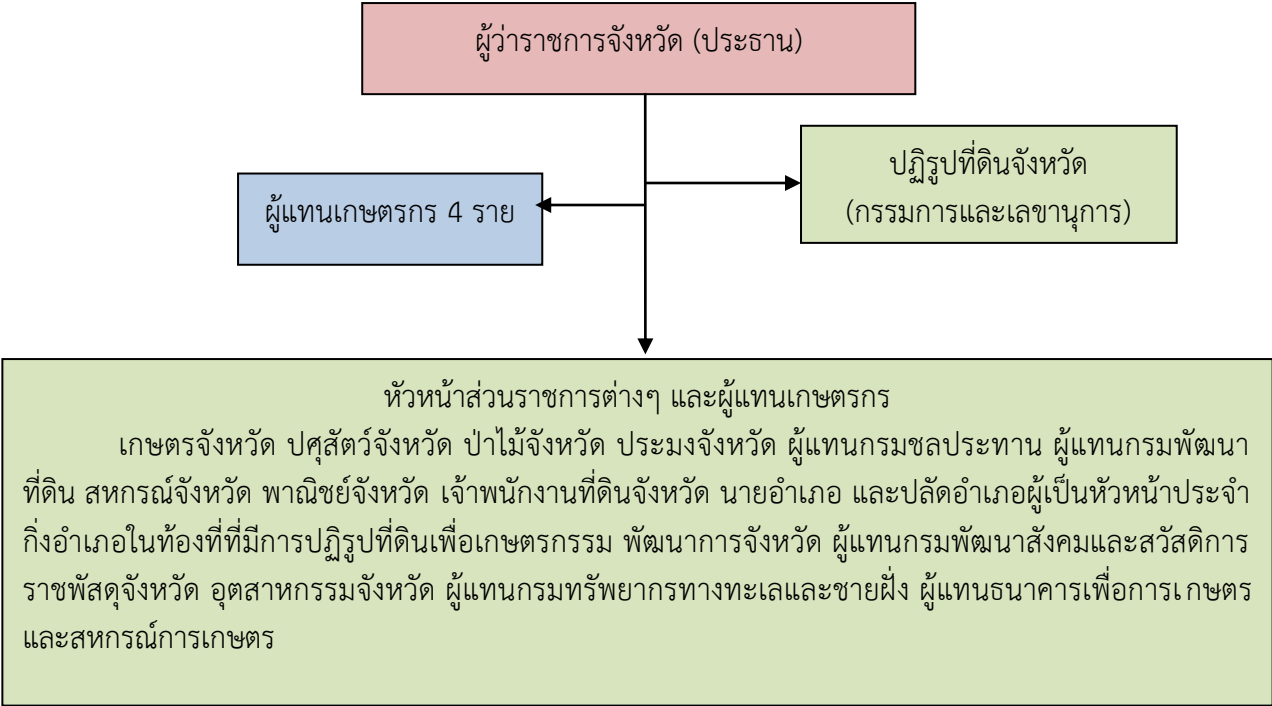 ผู้ว่าราชการจังหวัด (ประธาน)
ปฏิรูปที่ดินจังหวัด
(กรรมการและเลขานุการ)
ผู้แทนเกษตรกร 4 ราย
หัวหน้าส่วนราชการต่างๆ และผู้แทนเกษตรกร
เกษตรจังหวัด ปศุสัตว์จังหวัด ป่าไม้จังหวัด ประมงจังหวัด ผู้แทนกรมชลประทาน ผู้แทนกรมพัฒนา
ที่ดิน สหกรณ์จังหวัด พาณิชย์จังหวัด เจ้าพนักงานที่ดินจังหวัด นายอำเภอ และปลัดอำเภอผู้เป็นหัวหน้าประจำ
กิ่งอำเภอในท้องที่ที่มีการปฏิรูปที่ดินเพื่อเกษตรกรรม พัฒนาการจังหวัด ผู้แทนกรมพัฒนาสังคมและสวัสดิการ
ราชพัสดุจังหวัด อุตสาหกรรมจังหวัด ผู้แทนกรมทรัพยากรทางทะเลและชายฝั่ง ผู้แทนธนาคารเพื่อการเกษตร
และสหกรณ์การเกษตร